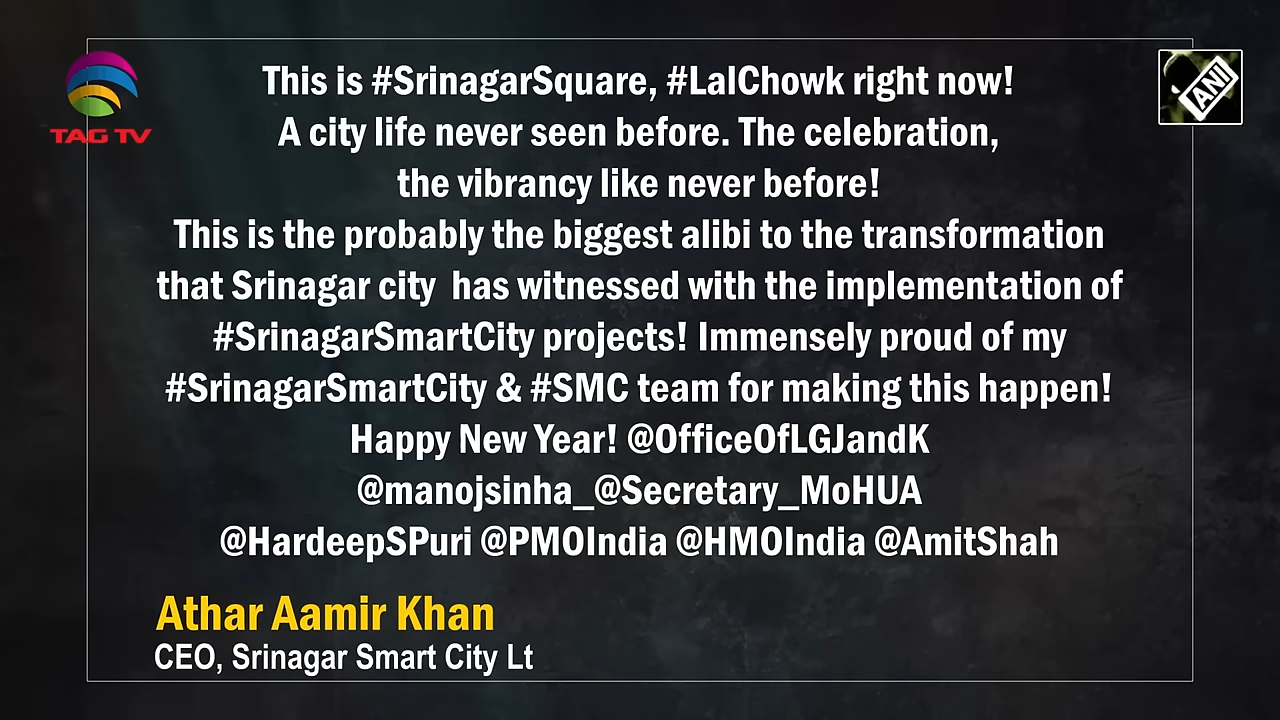 TAG TV
ANI
This is #SrinagarSquare, #LalChowk right now!
A city life never seen before. The celebration,
the vibrancy like never before!
This is the probably the biggest alibi to the transformation
that Srinagar city  has witnessed with the implementation of
#SrinagarSmartCity projects! Immensely proud of my
#SrinagarSmartCity & #SMC team for making this happen!
Happy New Year! @OfficeOfLGJandK
@manojsinha_@Secretary_MoHUA
@HardeepSPuri @PMOIndia @HMOIndia @AmitShah
Athar Aamir Khan
CEO, Srinagar Smart City Lt